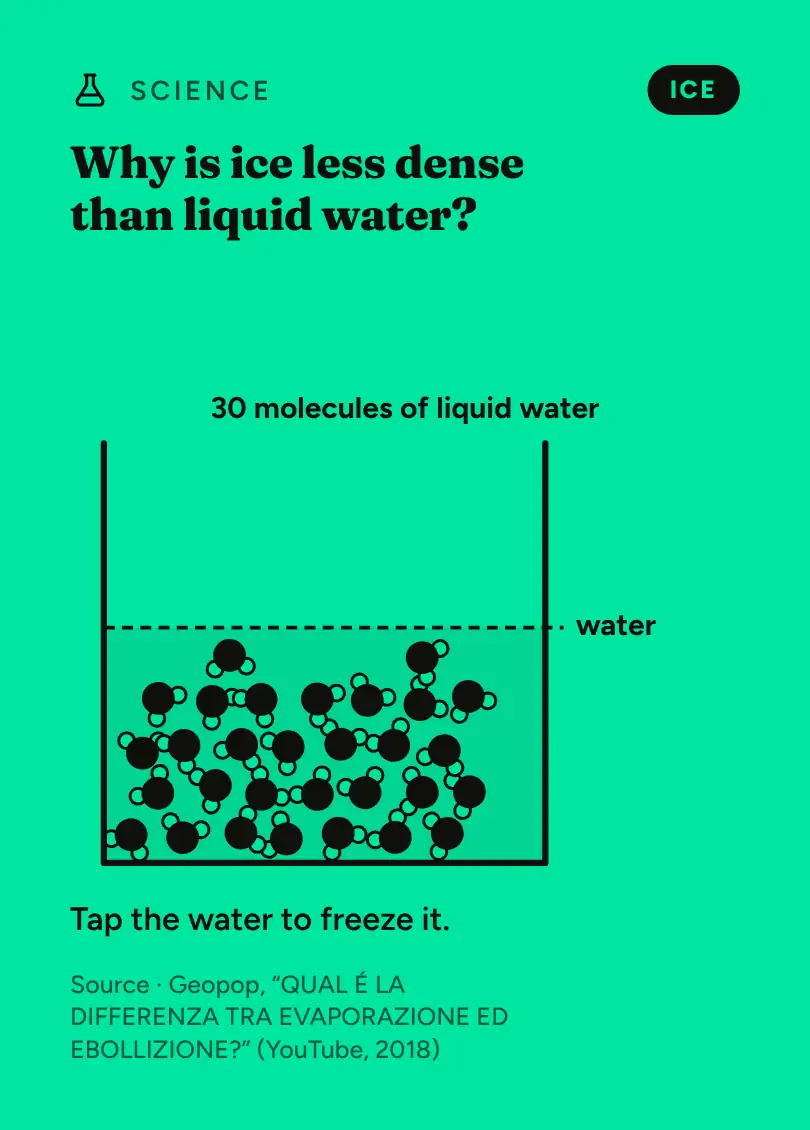 SCIENCE
ICE
Why is ice less dense
than liquid water?
30 molecules of liquid water
water
Tap the water to freeze it.
Source · Geopop, “QUAL É LA
DIFFERENZA TRA EVAPORAZIONE ED
EBOLLIZIONE?” (YouTube, 2018)